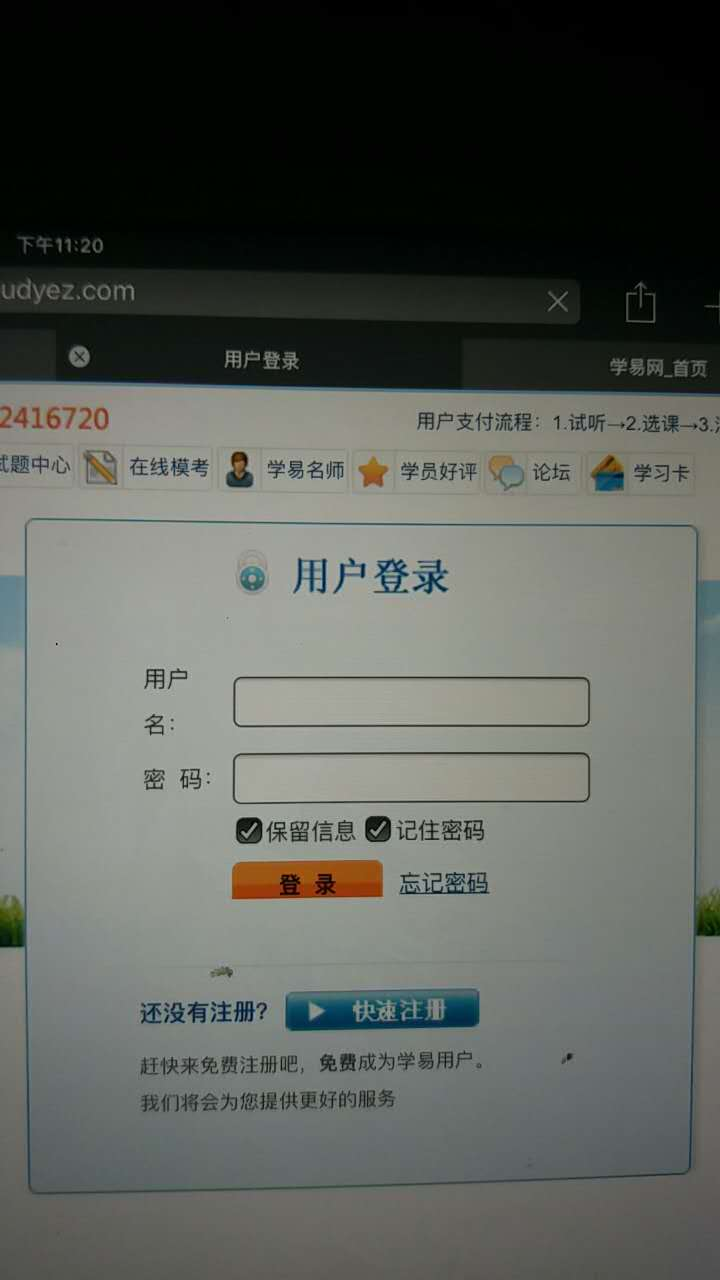 下午11:20
udyez.com
用户登录
学易网_首页
2416720
用户支付流程：1.试听→2.选课→3.
试题中心 在线模考 学易名师 学员好评 论坛 学习卡
用户登录
用户
名：
密 码：
保留信息 记住密码
登 录 忘记密码
还没有注册？ 快速注册
赶快来免费注册吧，免费成为学易用户。
我们将会为您提供更好的服务